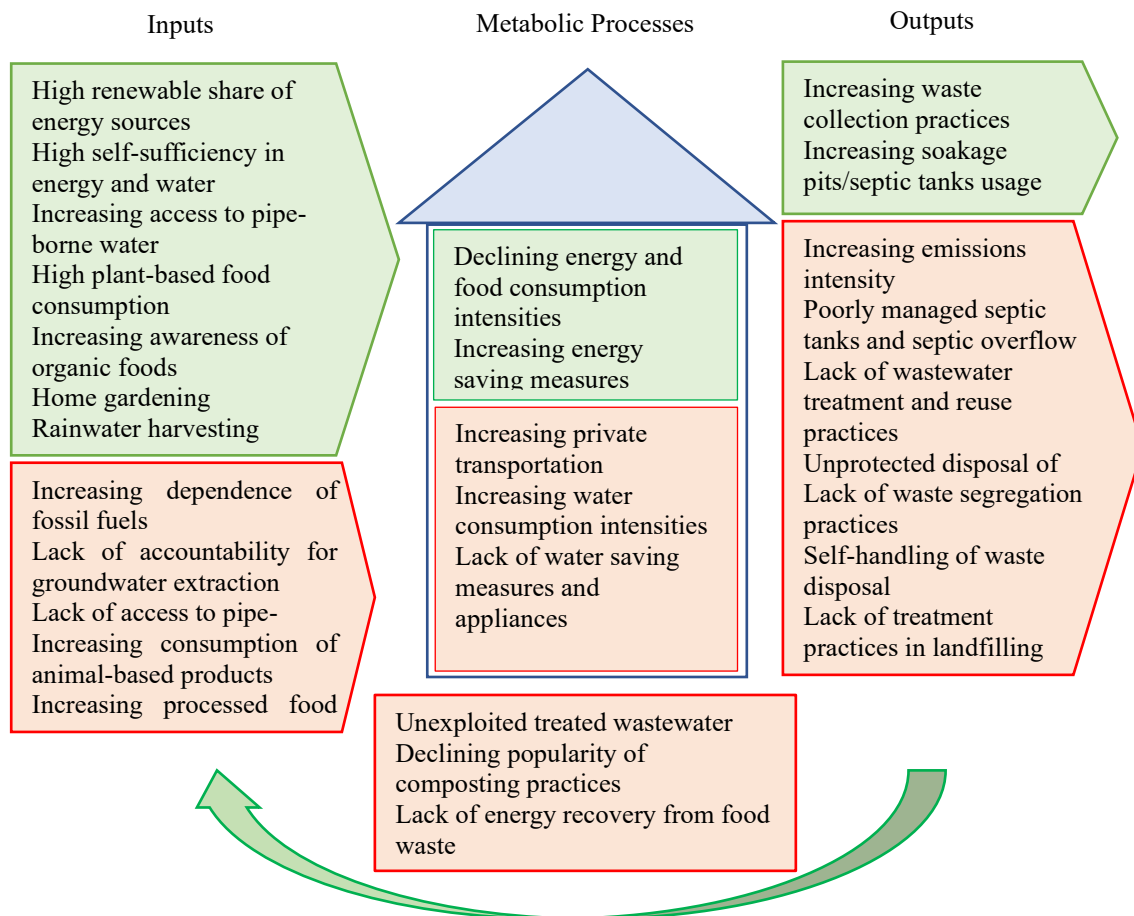 Inputs
Metabolic Processes
Outputs
High renewable share of
energy sources
High self-sufficiency in
energy and water
Increasing access to pipe-
borne water
High plant-based food
consumption
Increasing awareness of
organic foods
Home gardening
Rainwater harvesting
Increasing dependence of
fossil fuels
Lack of accountability for
groundwater extraction
Lack of access to pipe-
Increasing consumption of
animal-based products
Increasing processed food
Declining energy and
food consumption
intensities
Increasing energy
saving measures
Increasing private
transportation
Increasing water
consumption intensities
Lack of water saving
measures and
appliances
Increasing waste
collection practices
Increasing soakage
pits/septic tanks usage
Increasing emissions
intensity
Poorly managed septic
tanks and septic overflow
Lack of wastewater
treatment and reuse
practices
Unprotected disposal of
Lack of waste segregation
practices
Self-handling of waste
disposal
Lack of treatment
practices in landfilling
Unexploited treated wastewater
Declining popularity of
composting practices
Lack of energy recovery from food
waste